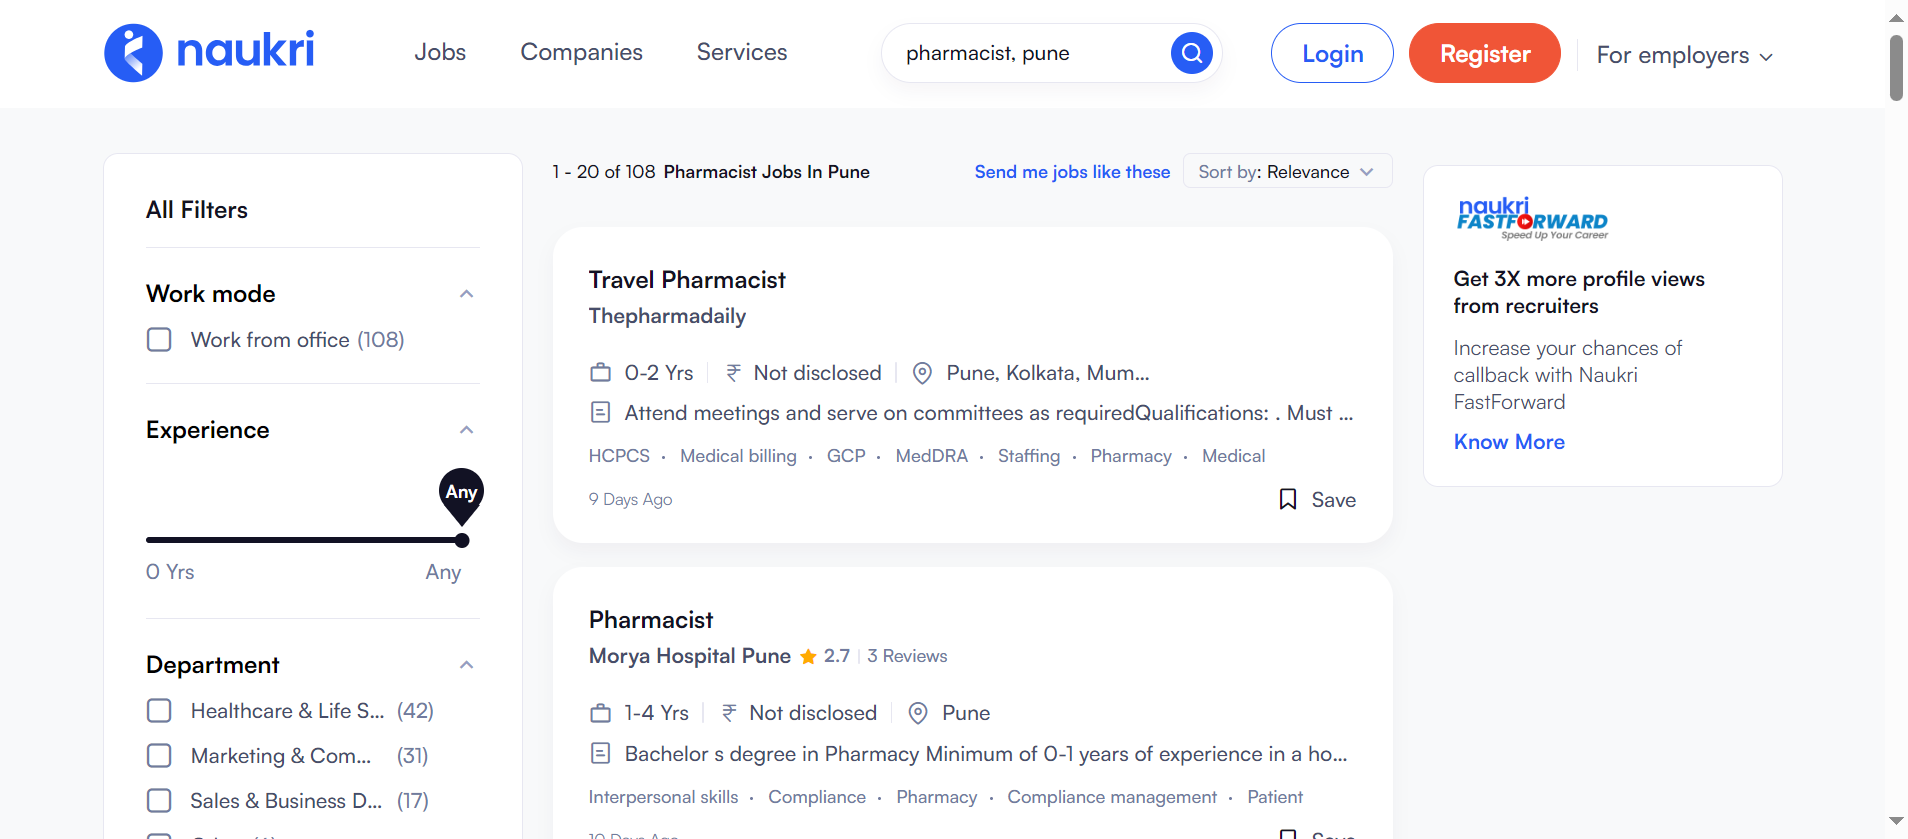 naukri
Jobs
Companies
Services
pharmacist, pune
Login
Register
For employers
All Filters
Work mode
Work from office (108)
Experience
Any
0 Yrs
Any
Department
Healthcare & Life S... (42)
Marketing & Com... (31)
Sales & Business D... (17)
1 - 20 of 108 Pharmacist Jobs In Pune
Send me jobs like these
Sort by: Relevance
Travel Pharmacist
Thepharmadaily
0-2 Yrs
₹ Not disclosed
Pune, Kolkata, Mum...
Attend meetings and serve on committees as requiredQualifications: . Must ...
HCPCS · Medical billing · GCP · MedDRA · Staffing · Pharmacy · Medical
9 Days Ago
Save
Pharmacist
Morya Hospital Pune 2.7 3 Reviews
1-4 Yrs
₹ Not disclosed
Pune
Bachelor s degree in Pharmacy Minimum of 0-1 years of experience in a ho...
Interpersonal skills · Compliance · Pharmacy · Compliance management · Patient
10 Days Ago
Save
naukri
FASTFORWARD
Speed Up Your Career
Get 3X more profile views
from recruiters
Increase your chances of
callback with Naukri
FastForward
Know More